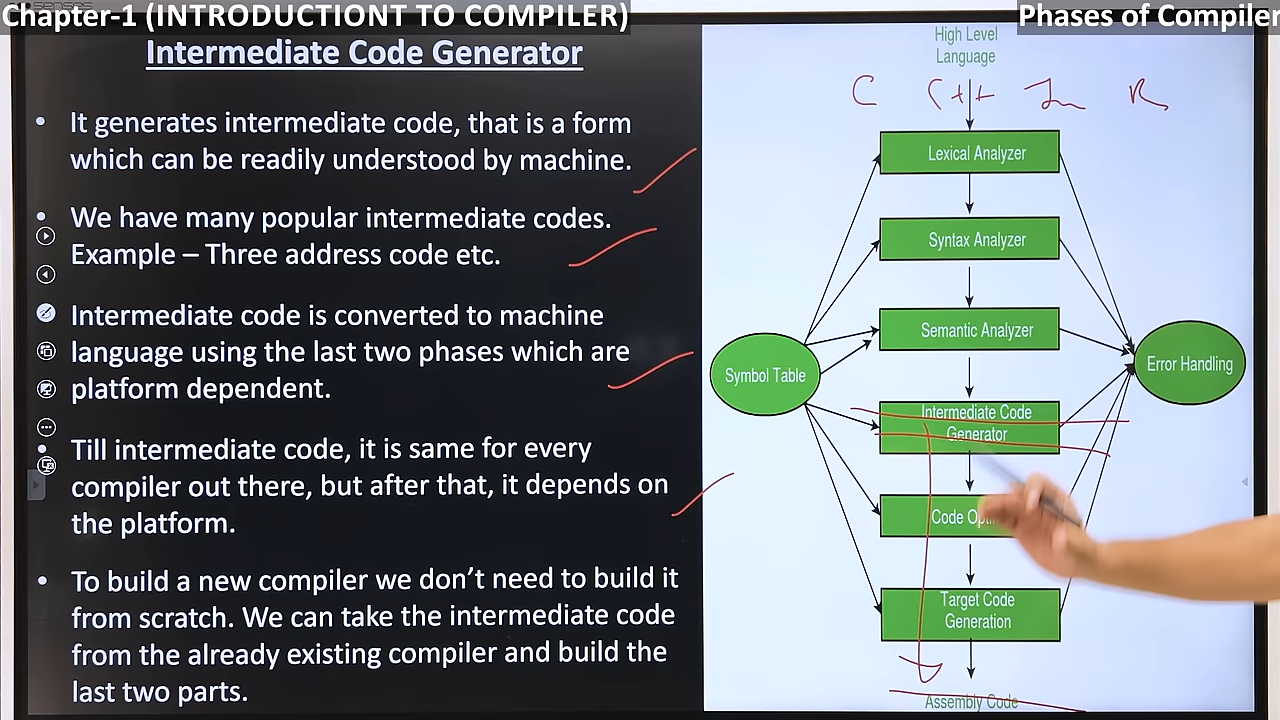 Chapter-1 (INTRODUCTIONT TO COMPILER)
Phases of Compiler
Intermediate Code Generator
• It generates intermediate code, that is a form
which can be readily understood by machine.
• We have many popular intermediate codes.
Example – Three address code etc.
Intermediate code is converted to machine
language using the last two phases which are
platform dependent.
• Till intermediate code, it is same for every
compiler out there, but after that, it depends on
the platform.
• To build a new compiler we don’t need to build it
from scratch. We can take the intermediate code
from the already existing compiler and build the
last two parts.
High Level
Language
C C++
Lexical Analyzer
Syntax Analyzer
Semantic Analyzer
Symbol Table
Error Handling
Intermediate Code
Generator
Code
Target Code
Generation
Assembly Code